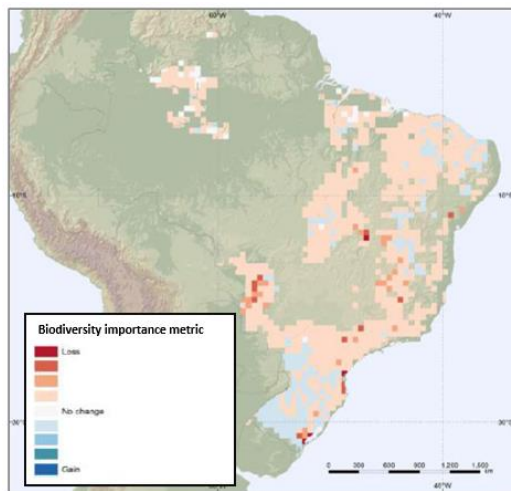 60°W 40°W
10°S 10°S
Biodiversity importance metric
Loss
No change
Gain
30°S
0 300 600 900 1,200 1,500
km
40°W